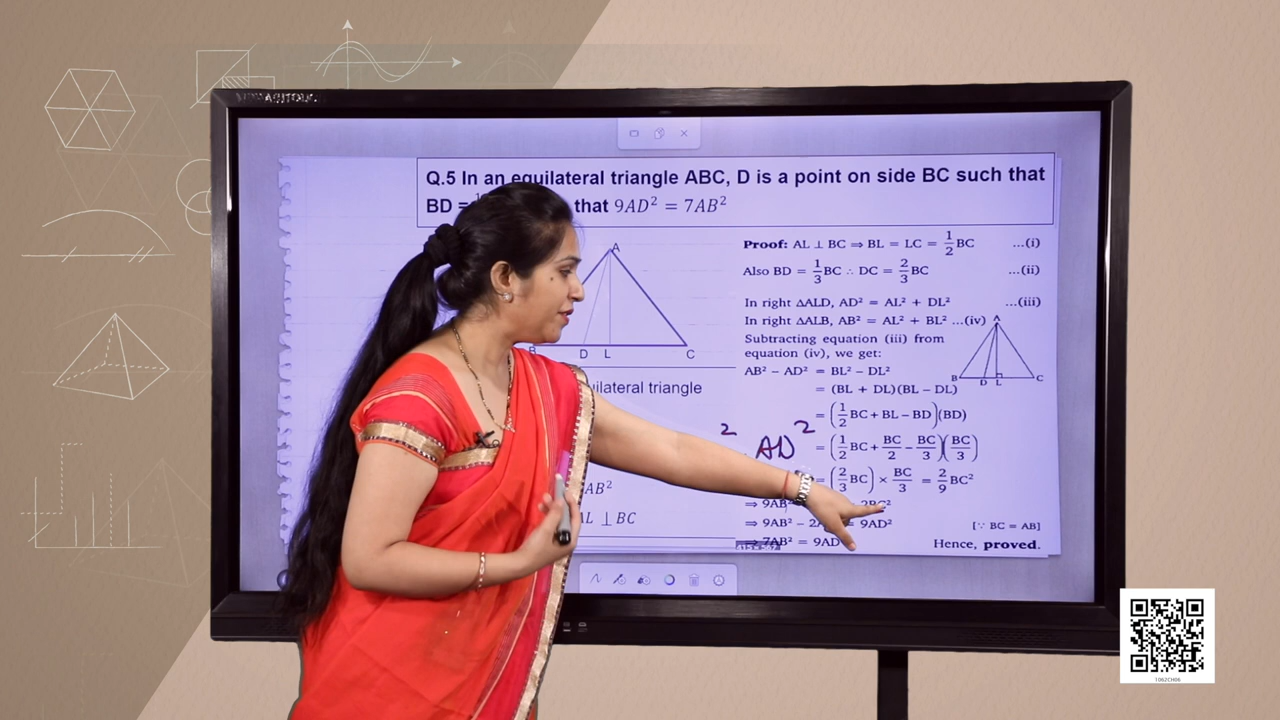 Q.5 In an equilateral triangle ABC, D is a point on side BC such that
BD = that 9AD² = 7AB²
A
B D L C
triangle
AB²
AL ⊥ BC
² AD²
Proof: AL ⊥ BC ⇒ BL = LC = 1/2 BC ...(i)
Also BD = 1/3 BC ∴ DC = 2/3 BC ...(ii)
In right ΔALD, AD² = AL² + DL² ...(iii)
In right ΔALB, AB² = AL² + BL² ...(iv)
Subtracting equation (iii) from
equation (iv), we get:
A
B D L C
AB² − AD² = BL² − DL²
= (BL + DL)(BL − DL)
= (1/2 BC + BL − BD)(BD)
= (1/2 BC + BC/2 − BC/3)(BC/3)
= (2/3 BC) × BC/3 = 2/9 BC²
⇒ 9AB² 2BC²
⇒ 9AB² − = 9AD² [∵ BC = AB]
⇒ 7AB² = 9AD Hence, proved.
1062CH06